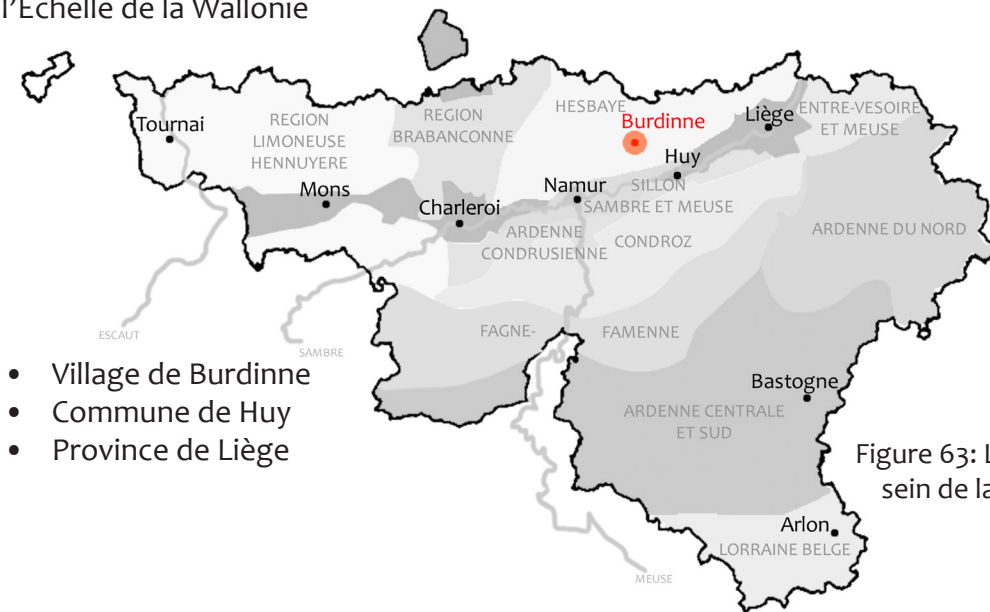 l'Echelle de la Wallonie
HESBAYE
Burdinne
Liège
ENTRE-VESOIRE
ET MEUSE
Tournai
REGION
LIMONEUSE
HENNUYERE
REGION
BRABANCONNE
Huy
Mons
Namur
SILLON
SAMBRE ET MEUSE
Charleroi
ARDENNE
CONDRUSIENNE
CONDROZ
ARDENNE DU NORD
ESCAUT
SAMBRE
FAGNE-
FAMENNE
• Village de Burdinne
• Commune de Huy
• Province de Liège
Bastogne
ARDENNE CENTRALE
ET SUD
Figure 63:
sein de
Arlon
LORRAINE BELGE
MEUSE